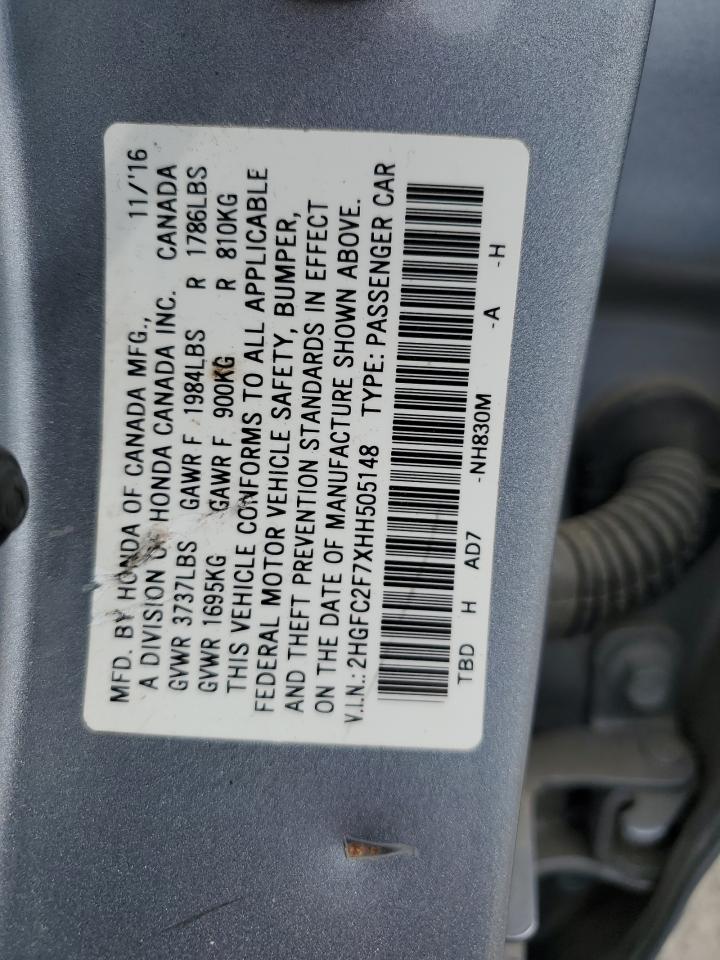 MFD. BY HONDA OF CANADA MFG., 11/'16
A DIVISION OF HONDA CANADA INC. CANADA
GVWR 3737LBS GAWR F 1984LBS R 1786LBS
GVWR 1695KG GAWR F 900KG R 810KG
THIS VEHICLE CONFORMS TO ALL APPLICABLE
FEDERAL MOTOR VEHICLE SAFETY, BUMPER,
AND THEFT PREVENTION STANDARDS IN EFFECT
ON THE DATE OF MANUFACTURE SHOWN ABOVE.
V.I.N.: 2HGFC2F7XHH505148 TYPE: PASSENGER CAR
TBD H AD7 -NH830M -A -H